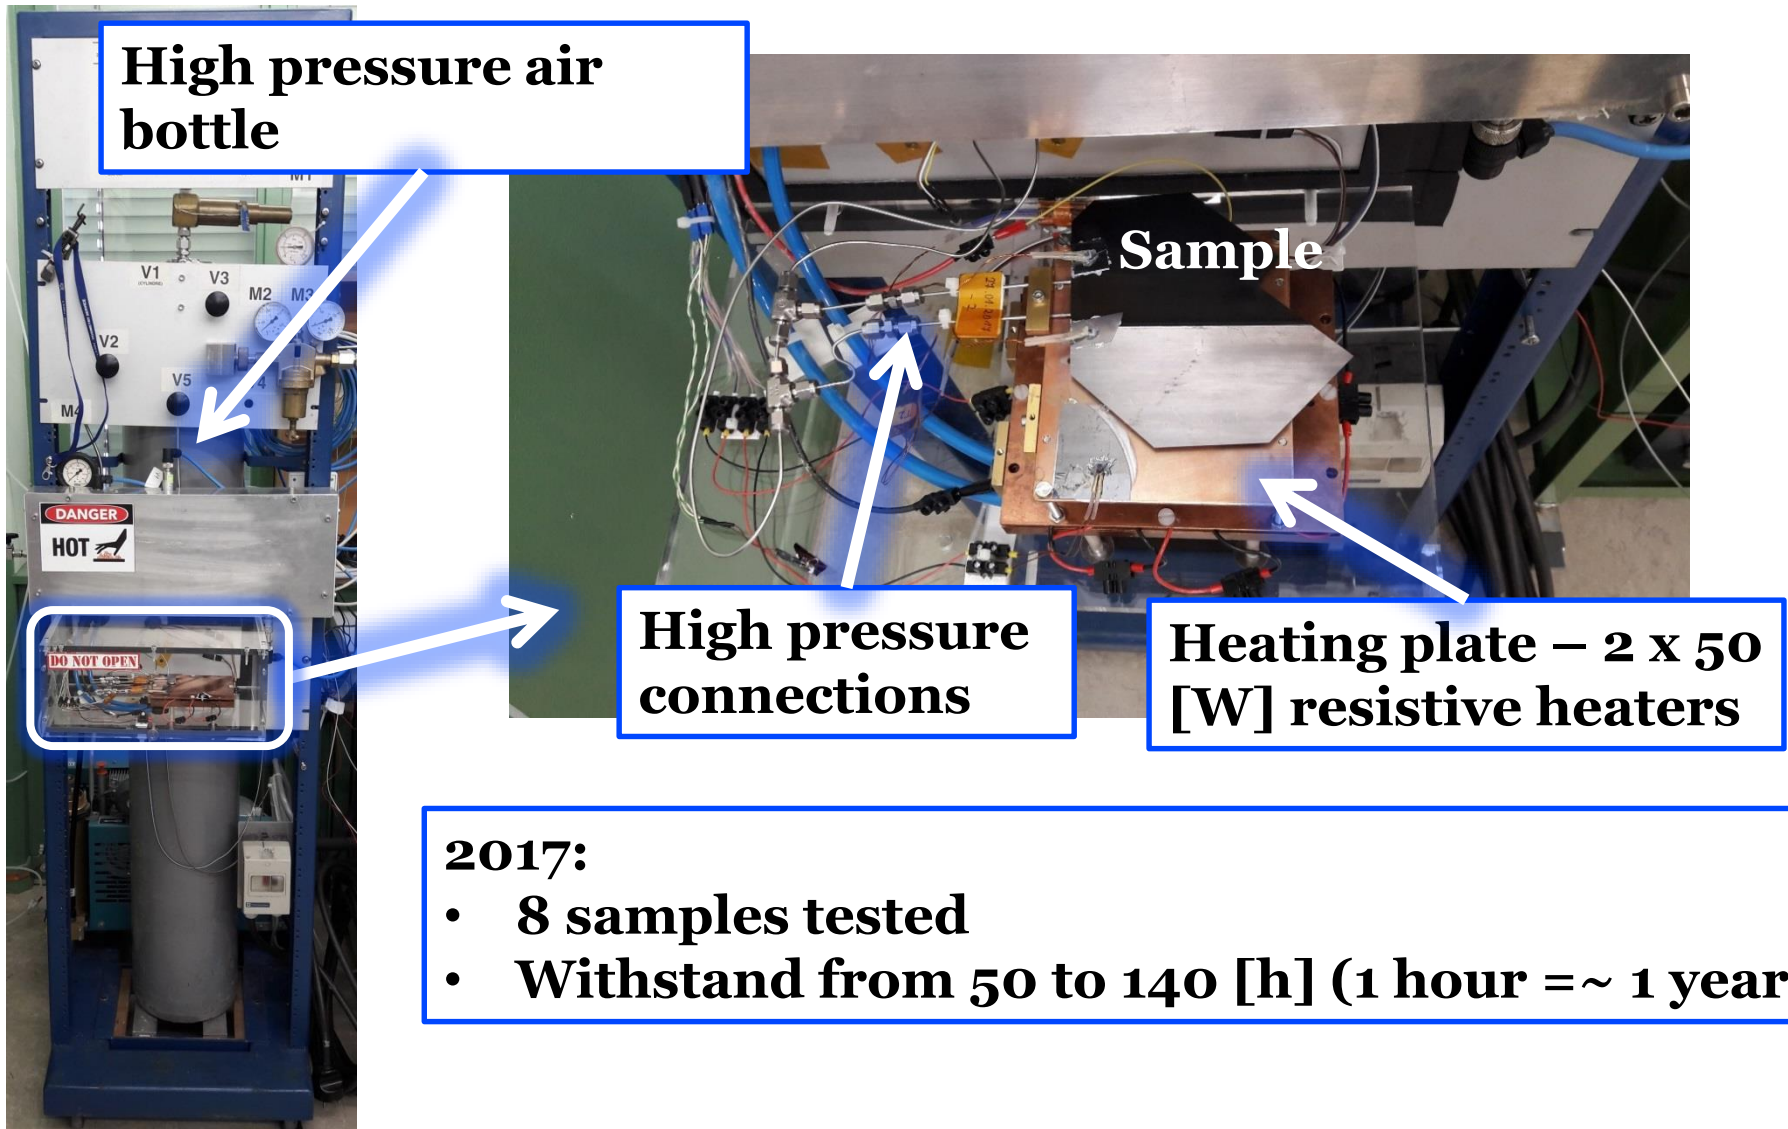 High pressure air
bottle
M1
V1
(CYLINDRE)
V3
M2
M3
V2
V5
M4
DANGER
HOT
DO NOT OPEN
Sample
High pressure
connections
Heating plate – 2 x 50
[W] resistive heaters
2017:
• 8 samples tested
• Withstand from 50 to 140 [h] (1 hour =~ 1 year